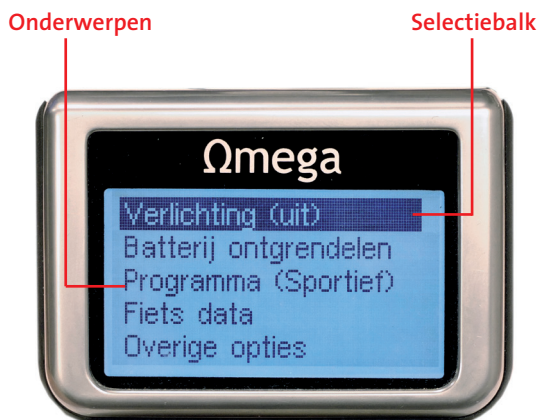 Onderwerpen Selectiebalk
Ωmega
Verlichting (uit)
Batterij ontgrendelen
Programma (Sportief)
Fiets data
Overige opties